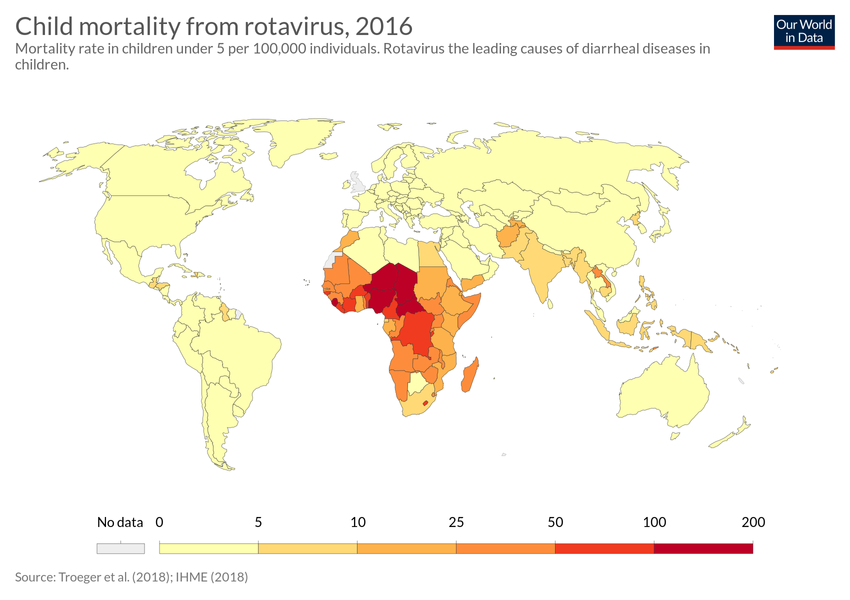 Child mortality from rotavirus, 2016
Our World
in Data
Mortality rate in children under 5 per 100,000 individuals. Rotavirus the leading causes of diarrheal diseases in
children.
No data 0 5 10 25 50 100 200
Source: Troeger et al. (2018); IHME (2018)